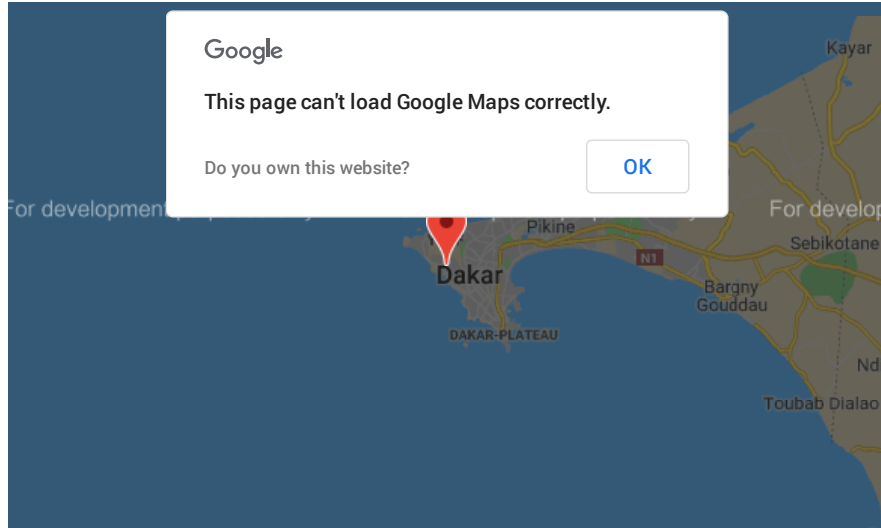 Google
This page can't load Google Maps correctly.
Do you own this website?
OK
Kayar
For development
For develop
Pikine
Sebikotane
N1
Dakar
Bargny
Gouddau
DAKAR-PLATEAU
Nd
Toubab Dialao